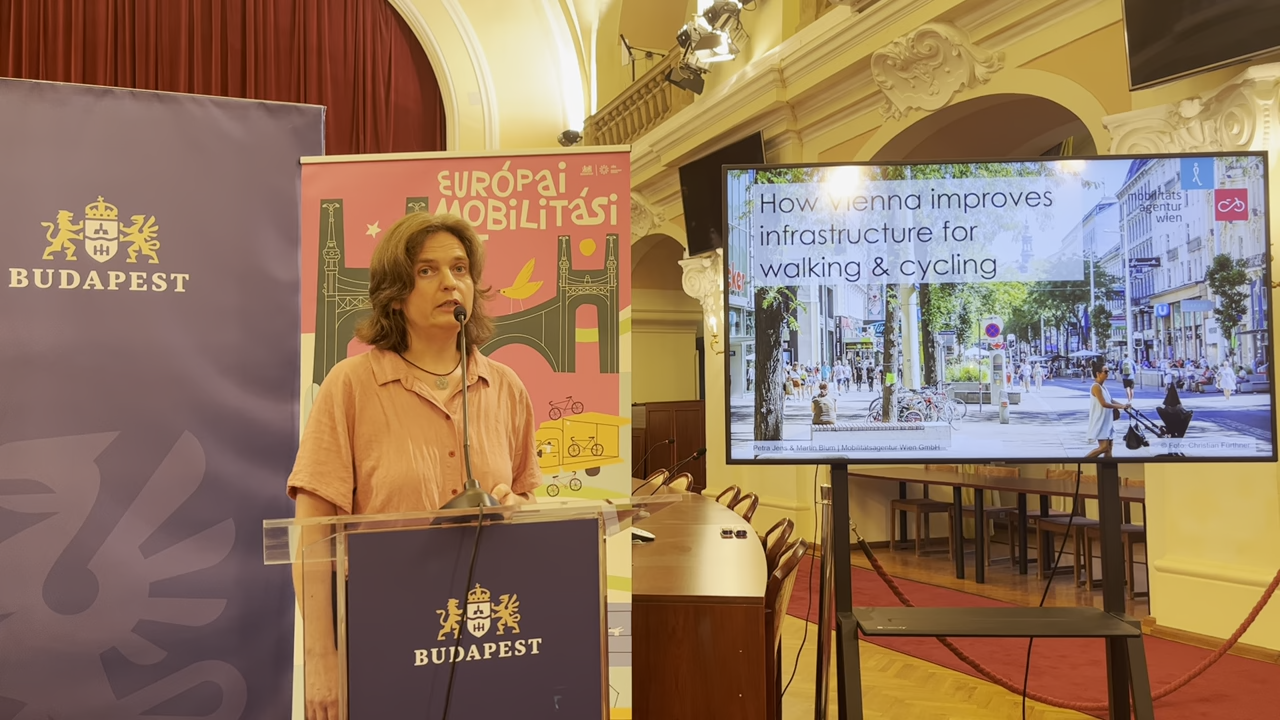 BUDAPEST
EURÓPAI
MOBILITÁSI
BUDAPEST
How Vienna improves
infrastructure for
walking & cycling
mobilitäts
agentur
wien
Petra Jens & Martin Blum | Mobilitätsagentur Wien GmbH
© Foto: Christian Fürthner